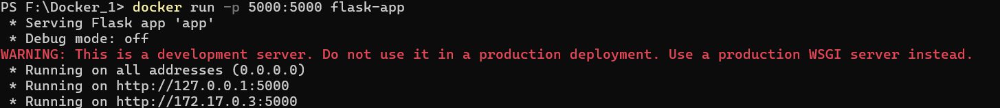 PS F:\Docker_1> docker run -p 5000:5000 flask-app
 * Serving Flask app 'app'
 * Debug mode: off
WARNING: This is a development server. Do not use it in a production deployment. Use a production WSGI server instead.
 * Running on all addresses (0.0.0.0)
 * Running on http://127.0.0.1:5000
 * Running on http://172.17.0.3:5000